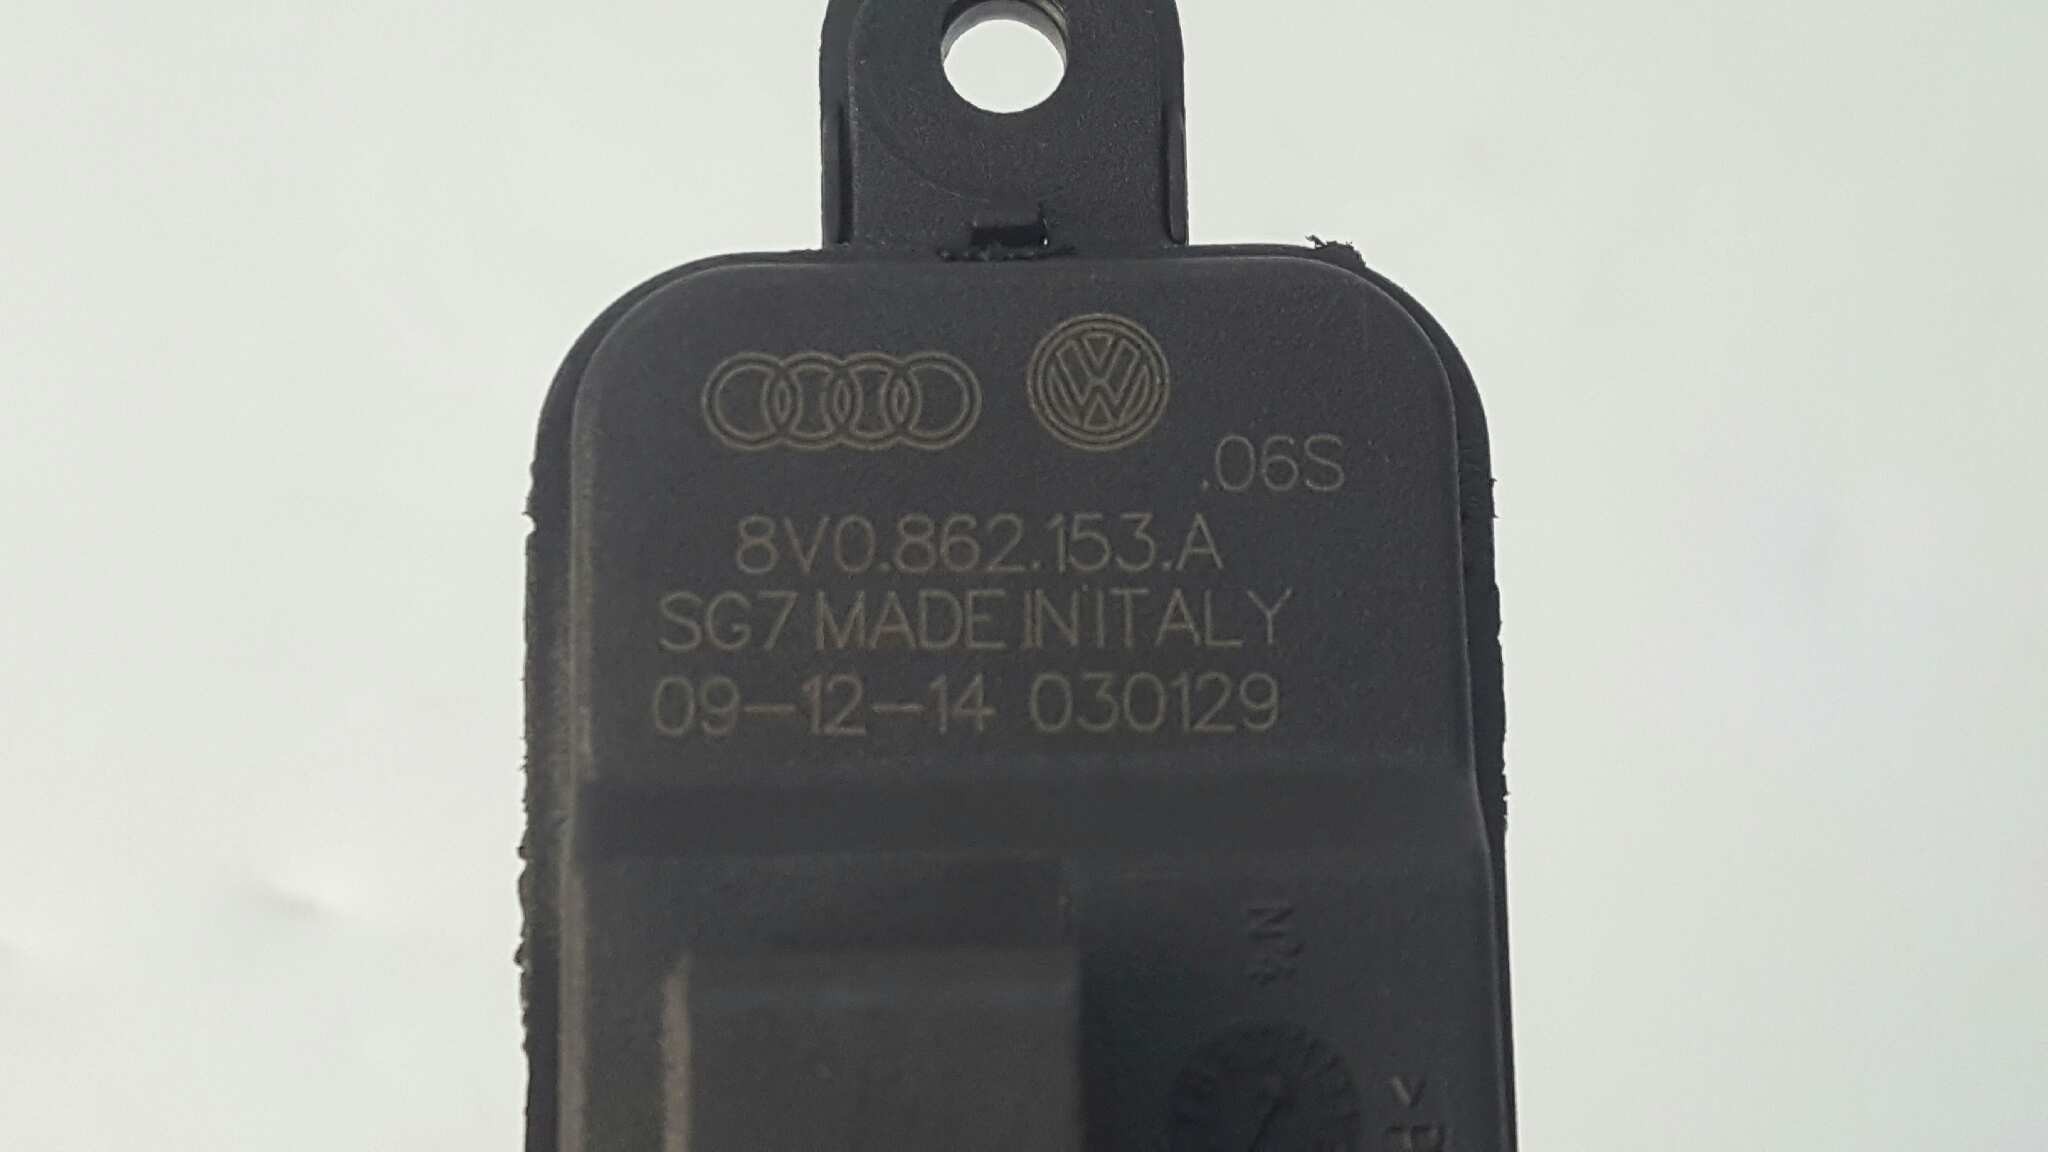 .06S
8V0.862.153.A
SG7 MADE IN ITALY
09-12-14 030129